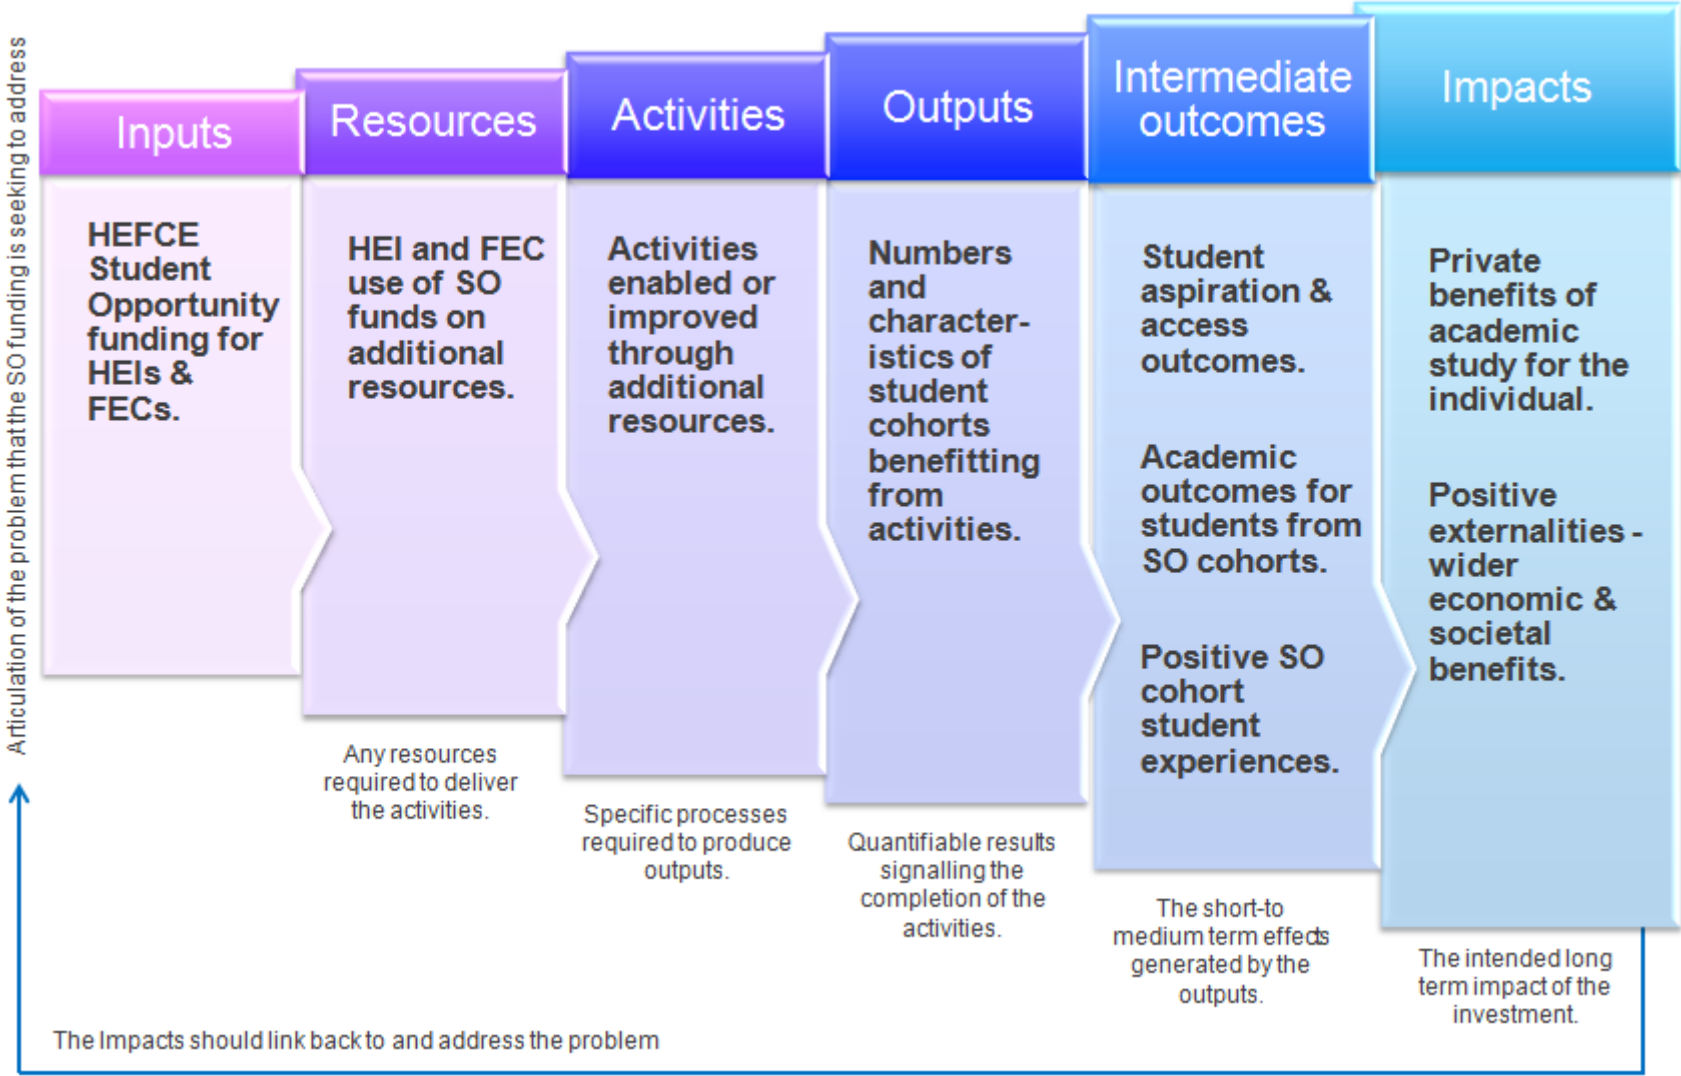 Articulation of the problem that the SO funding is seeking to address
Inputs
HEFCE
Student
Opportunity
funding for
HEIs &
FECs.
Resources
HEI and FEC
use of SO
funds on
additional
resources.
Any resources
required to deliver
the activities.
Activities
Activities
enabled or
improved
through
additional
resources.
Specific processes
required to produce
outputs.
Outputs
Numbers
and
character-
istics of
student
cohorts
benefitting
from
activities.
Quantifiable results
signalling the
completion of the
activities.
Intermediate
outcomes
Student
aspiration &
access
outcomes.
Academic
outcomes for
students from
SO cohorts.
Positive SO
cohort
student
experiences.
The short-to
medium term effects
generated by the
outputs.
Impacts
Private
benefits of
academic
study for the
individual.
Positive
externalities -
wider
economic &
societal
benefits.
The intended long
term impact of the
investment.
The Impacts should link back to and address the problem